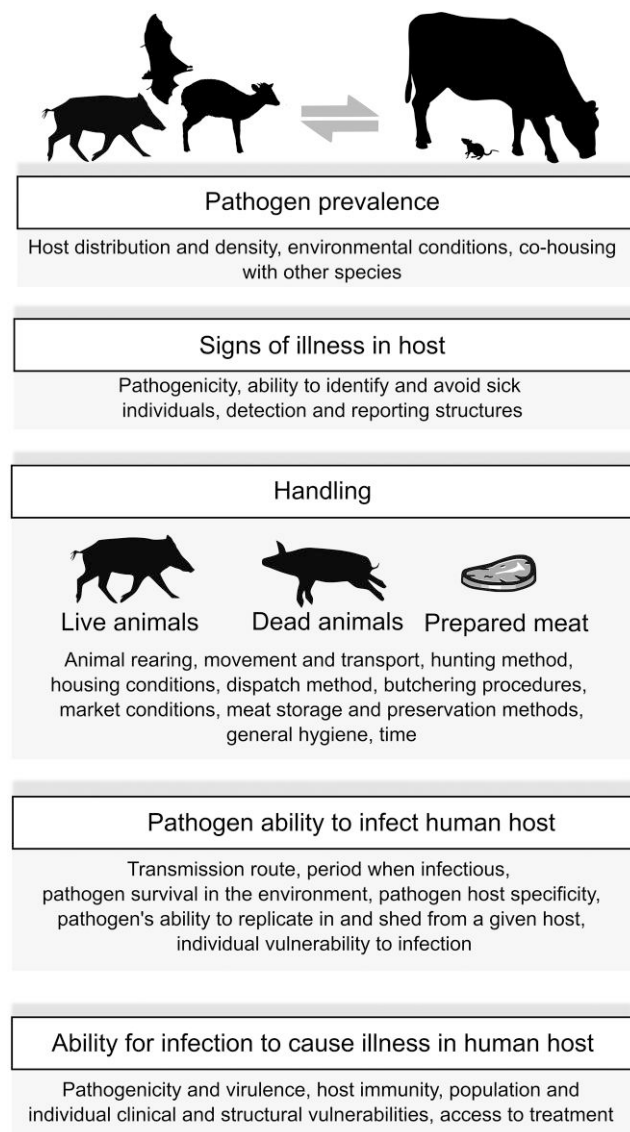 Pathogen prevalence
Host distribution and density, environmental conditions, co-housing
with other species
Signs of illness in host
Pathogenicity, ability to identify and avoid sick
individuals, detection and reporting structures
Handling
Live animals Dead animals Prepared meat
Animal rearing, movement and transport, hunting method,
housing conditions, dispatch method, butchering procedures,
market conditions, meat storage and preservation methods,
general hygiene, time
Pathogen ability to infect human host
Transmission route, period when infectious,
pathogen survival in the environment, pathogen host specificity,
pathogen's ability to replicate in and shed from a given host,
individual vulnerability to infection
Ability for infection to cause illness in human host
Pathogenicity and virulence, host immunity, population and
individual clinical and structural vulnerabilities, access to treatment